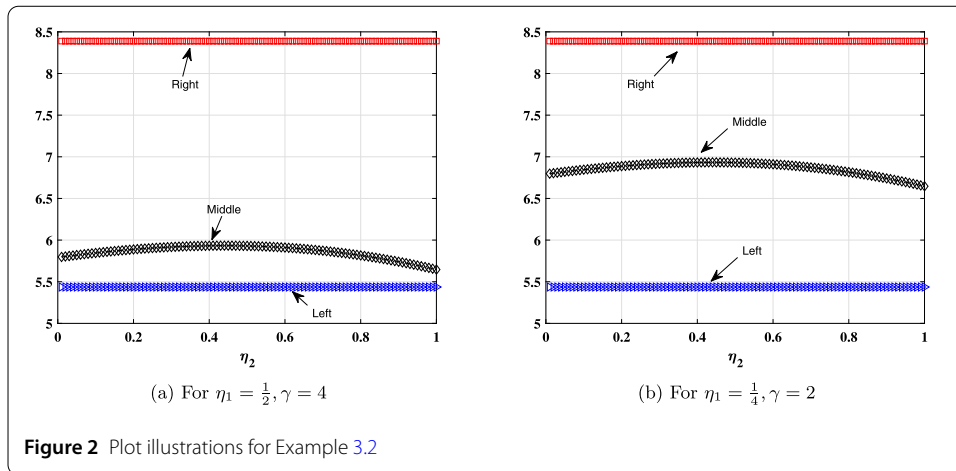 8.5
8
7.5
7
6.5
6
5.5
5
Right
Middle
Left
0 0.2 0.4 0.6 0.8 1
η₂
(a) For η₁ = 1/2, γ = 4
8.5
8
7.5
7
6.5
6
5.5
5
Right
Middle
Left
0 0.2 0.4 0.6 0.8 1
η₂
(b) For η₁ = 1/4, γ = 2
Figure 2 Plot illustrations for Example 3.2